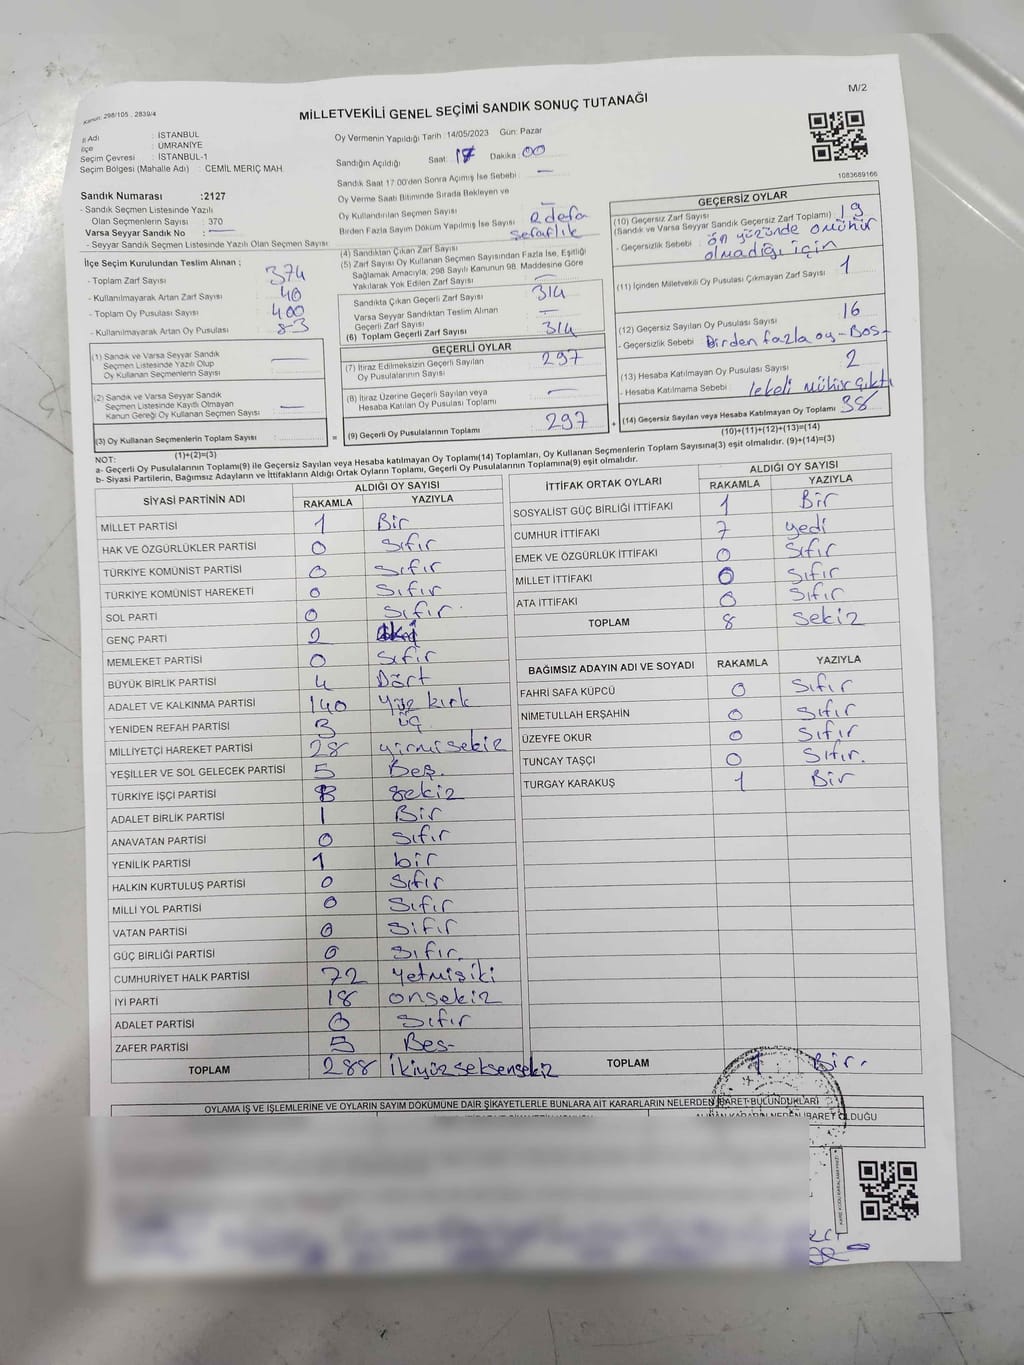 Kanun: 298/105 , 2839/4
M/2
MİLLETVEKİLİ GENEL SEÇİMİ SANDIK SONUÇ TUTANAĞI
İl Adı : İSTANBUL
İlçe : ÜMRANİYE
Seçim Çevresi : İSTANBUL-1
Seçim Bölgesi (Mahalle Adı) : CEMİL MERİÇ MAH.
Oy Vermenin Yapıldığı Tarih : 14/05/2023 Gün: Pazar
Sandığın Açıldığı Saat : 17 Dakika : 00
Sandık Saat 17:00'den Sonra Açılmış İse Sebebi : —
Oy Verme Saati Bitiminde Sırada Bekleyen ve
Oy Kullandırılan Seçmen Sayısı : —
Birden Fazla Sayım Döküm Yapılmış İse Sayısı : 2 defa
1083689166
Sandık Numarası :2127
- Sandık Seçmen Listesinde Yazılı
Olan Seçmenlerin Sayısı : 370
Varsa Seyyar Sandık No : —
- Seyyar Sandık Seçmen Listesinde Yazılı Olan Seçmen Sayısı
İlçe Seçim Kurulundan Teslim Alınan ;
- Toplam Zarf Sayısı : 374
- Kullanılmayarak Artan Zarf Sayısı : 40
- Toplam Oy Pusulası Sayısı : 400
- Kullanılmayarak Artan Oy Pusulası : 83
(1) Sandık ve Varsa Seyyar Sandık
Seçmen Listesinde Yazılı Olup
Oy Kullanan Seçmenlerin Sayısı : —
(2) Sandık ve Varsa Seyyar Sandık
Seçmen Listesinde Kayıtlı Olmayan
Kanun Gereği Oy Kullanan Seçmen Sayısı : —
(3) Oy Kullanan Seçmenlerin Toplam Sayısı :
(1)+(2)=(3)
(4) Sandıktan Çıkan Zarf Sayısı
(5) Zarf Sayısı Oy Kullanan Seçmen Sayısından Fazla İse, Eşitliği
Sağlamak Amacıyla; 298 Sayılı Kanunun 98. Maddesine Göre
Yakılarak Yok Edilen Zarf Sayısı : —
Sandıkta Çıkan Geçerli Zarf Sayısı : 314
Varsa Seyyar Sandıktan Teslim Alınan
Geçerli Zarf Sayısı : —
(6) Toplam Geçerli Zarf Sayısı : 314
GEÇERLİ OYLAR
(7) İtiraz Edilmeksizin Geçerli Sayılan
Oy Pusulalarının Sayısı : 297
(8) İtiraz Üzerine Geçerli Sayılan veya
Hesaba Katılan Oy Pusulası Toplamı : —
= (9) Geçerli Oy Pusulalarının Toplamı : 297
GEÇERSİZ OYLAR
(10) Geçersiz Zarf Sayısı : 19
(Sandık ve Varsa Seyyar Sandık Geçersiz Zarf Toplamı)
- Geçersizlik Sebebi : ön yüzünde mühür
olmadığı için
(11) İçinden Milletvekili Oy Pusulası Çıkmayan Zarf Sayısı : 1
(12) Geçersiz Sayılan Oy Pusulası Sayısı : 16
- Geçersizlik Sebebi : Birden fazla oy-Boş
(13) Hesaba Katılmayan Oy Pusulası Sayısı : 2
- Hesaba Katılmama Sebebi : lekeli mühür çıktı
+ (14) Geçersiz Sayılan veya Hesaba Katılmayan Oy Toplamı : 38
(10)+(11)+(12)+(13)=(14)
NOT:
a- Geçerli Oy Pusulalarının Toplamı(9) ile Geçersiz Sayılan veya Hesaba Katılmayan Oy Toplamı(14) Toplamları, Oy Kullanan Seçmenlerin Toplam Sayısına(3) eşit olmalıdır. (9)+(14)=(3)
b- Siyasi Partilerin, Bağımsız Adayların ve İttifakların Aldığı Ortak Oyların Toplamı, Geçerli Oy Pusulalarının Toplamına(9) eşit olmalıdır.
SİYASİ PARTİNİN ADI ALDIĞI OY SAYISI
RAKAMLA YAZIYLA
MİLLET PARTİSİ 1 Bir
HAK VE ÖZGÜRLÜKLER PARTİSİ 0 Sıfır
TÜRKİYE KOMÜNİST PARTİSİ 0 Sıfır
TÜRKİYE KOMÜNİST HAREKETİ 0 Sıfır
SOL PARTİ 0 Sıfır
GENÇ PARTİ 2 iki
MEMLEKET PARTİSİ 0 Sıfır
BÜYÜK BİRLİK PARTİSİ 4 Dört
ADALET VE KALKINMA PARTİSİ 140 Yüz kırk
YENİDEN REFAH PARTİSİ 3 üç
MİLLİYETÇİ HAREKET PARTİSİ 28 yirmisekiz
YEŞİLLER VE SOL GELECEK PARTİSİ 5 Beş.
TÜRKİYE İŞÇİ PARTİSİ 8 Sekiz
ADALET BİRLİK PARTİSİ 1 Bir
ANAVATAN PARTİSİ 0 Sıfır
YENİLİK PARTİSİ 1 bir
HALKIN KURTULUŞ PARTİSİ 0 Sıfır
MİLLİ YOL PARTİSİ 0 Sıfır
VATAN PARTİSİ 0 Sıfır
GÜÇ BİRLİĞİ PARTİSİ 0 Sıfır.
CUMHURİYET HALK PARTİSİ 72 Yetmişiki
İYİ PARTİ 18 onsekiz
ADALET PARTİSİ 0 Sıfır
ZAFER PARTİSİ 5 Beş
TOPLAM 288 İkiyüzseksensekiz
İTTİFAK ORTAK OYLARI ALDIĞI OY SAYISI
RAKAMLA YAZIYLA
SOSYALİST GÜÇ BİRLİĞİ İTTİFAKI 1 Bir
CUMHUR İTTİFAKI 7 yedi
EMEK VE ÖZGÜRLÜK İTTİFAKI 0 Sıfır
MİLLET İTTİFAKI 0 Sıfır
ATA İTTİFAKI 0 Sıfır
TOPLAM 8 Sekiz
BAĞIMSIZ ADAYIN ADI VE SOYADI RAKAMLA YAZIYLA
FAHRİ SAFA KÜPCÜ 0 Sıfır
NİMETULLAH ERŞAHİN 0 Sıfır
ÜZEYFE OKUR 0 Sıfır
TUNCAY TAŞÇI 0 Sıfır.
TURGAY KARAKUŞ 1 Bir
TOPLAM 1 Bir.
OYLAMA İŞ VE İŞLEMLERİNE VE OYLARIN SAYIM DÖKÜMÜNE DAİR ŞİKAYETLERLE BUNLARA AİT KARARLARIN NELERDEN İBARET BULUNDUKLARI
ALINAN KARARIN NEDEN İBARET OLDUĞU